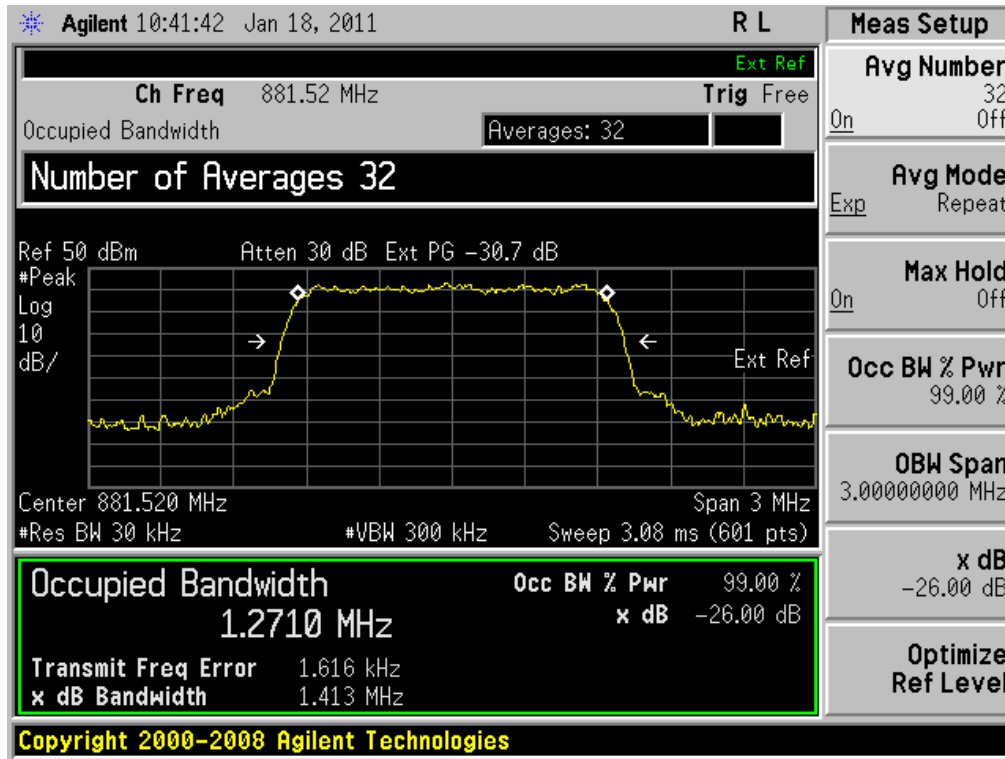 Agilent 10:41:42 Jan 18, 2011 R L
Ext Ref
Ch Freq 881.52 MHz Trig Free
Occupied Bandwidth Averages: 32
Number of Averages 32
Ref 50 dBm Atten 30 dB Ext PG -30.7 dB
#Peak
Log
10
dB/
Ext Ref
Center 881.520 MHz Span 3 MHz
#Res BW 30 kHz #VBW 300 kHz Sweep 3.08 ms (601 pts)
Occupied Bandwidth Occ BW % Pwr 99.00 %
1.2710 MHz x dB -26.00 dB
Transmit Freq Error 1.616 kHz
x dB Bandwidth 1.413 MHz
Copyright 2000-2008 Agilent Technologies
Meas Setup
Avg Number
32
On Off
Avg Mode
Exp Repeat
Max Hold
On Off
Occ BW % Pwr
99.00 %
OBW Span
3.00000000 MHz
x dB
-26.00 dB
Optimize
Ref Level